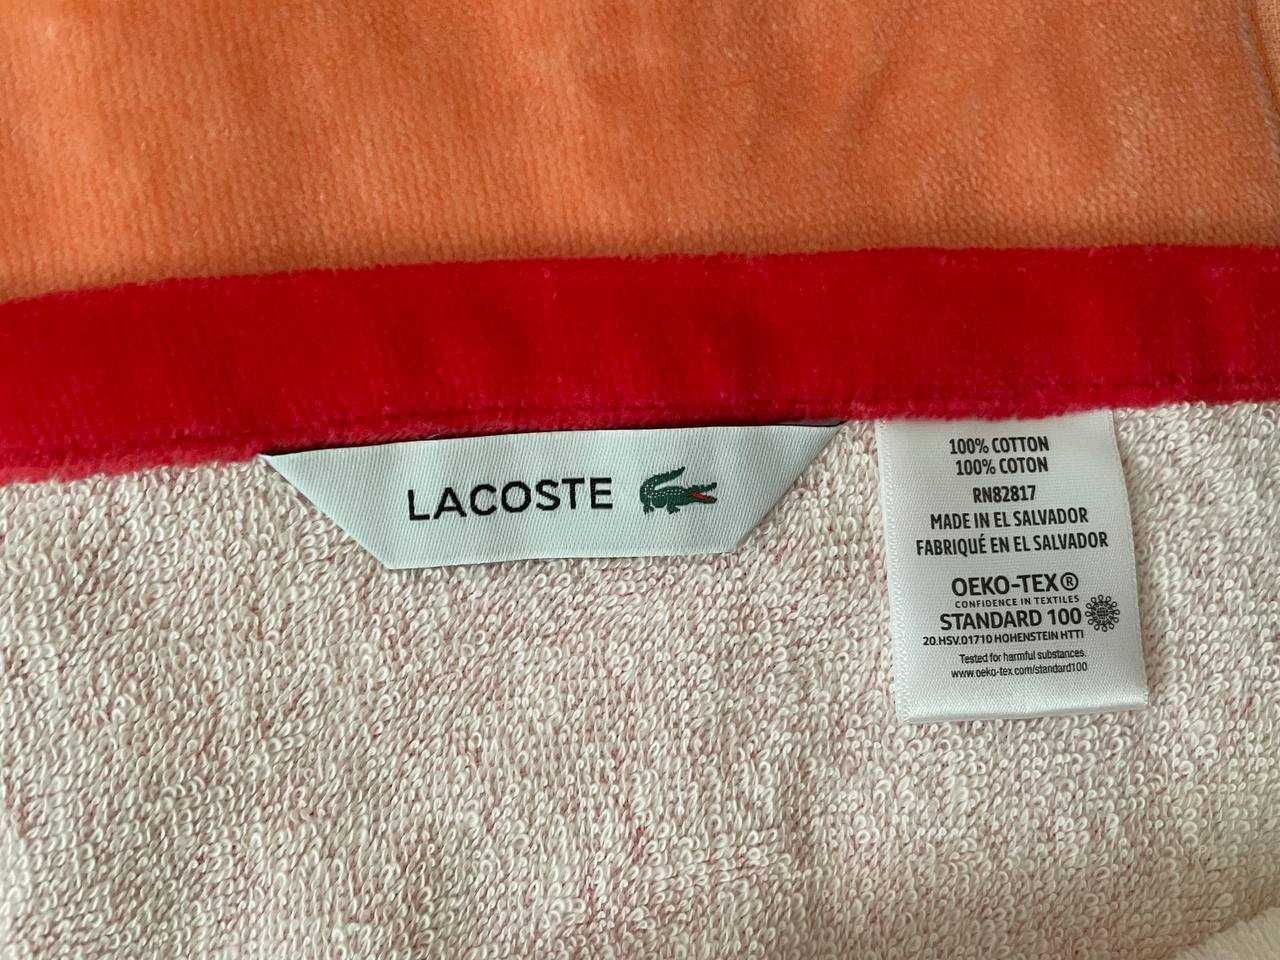 LACOSTE
100% COTTON
100% COTON
RN82817
MADE IN EL SALVADOR
FABRIQUÉ EN EL SALVADOR
OEKO-TEX®
CONFIDENCE IN TEXTILES
STANDARD 100
20.HSV.01710 HOHENSTEIN HTTI
Tested for harmful substances.
www.oeko-tex.com/standard100